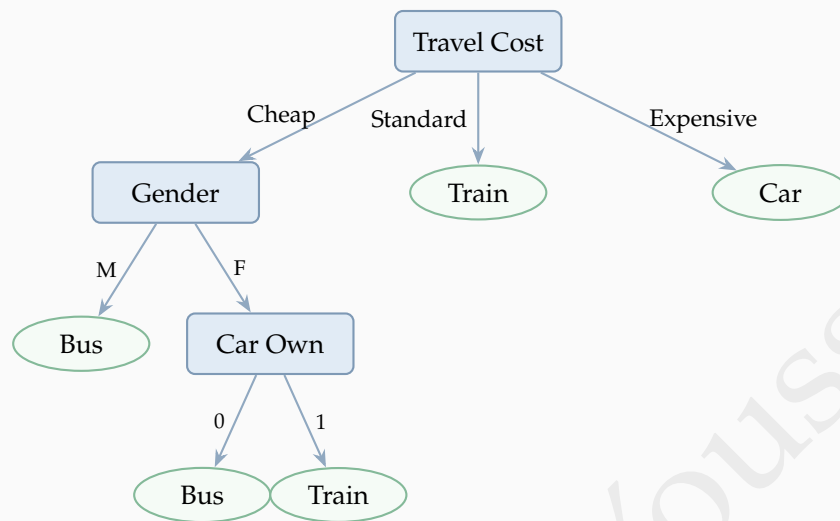 Travel Cost
Cheap
Standard
Expensive
Gender
Train
Car
M
F
Bus
Car Own
0
1
Bus
Train